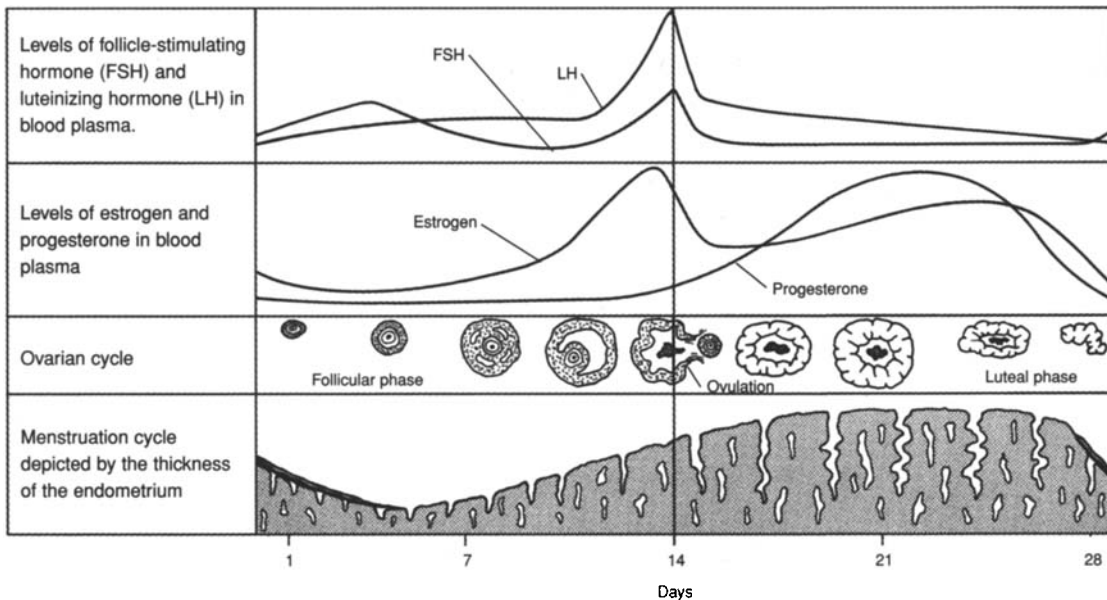 Levels of follicle-stimulating
hormone (FSH) and
luteinizing hormone (LH) in
blood plasma.
FSH
LH
Levels of estrogen and
progesterone in blood
plasma
Estrogen
Progesterone
Ovarian cycle
Follicular phase
Ovulation
Luteal phase
Menstruation cycle
depicted by the thickness
of the endometrium
1
7
14
21
28
Days